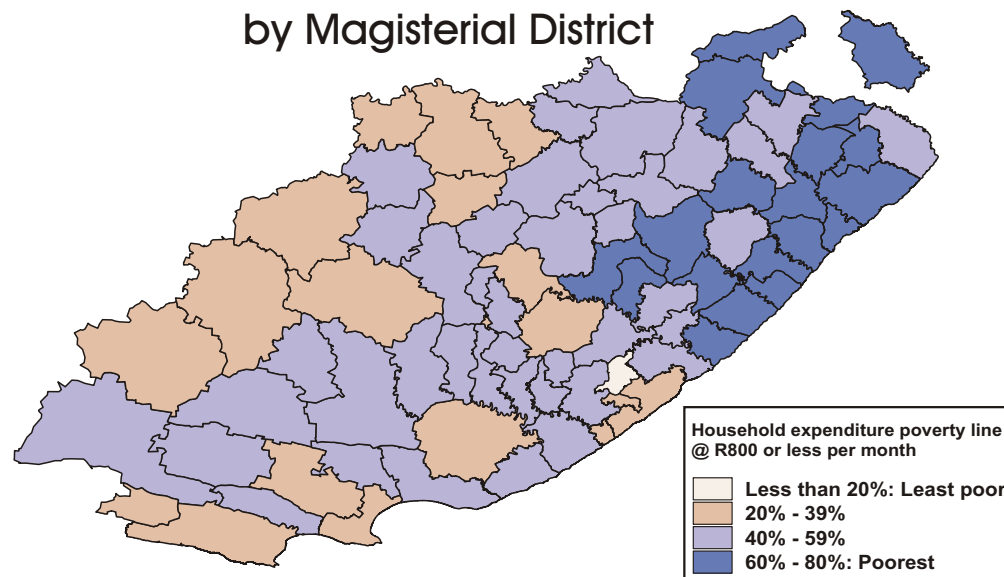 by Magisterial District
Household expenditure poverty line
@ R800 or less per month
Less than 20%: Least poor
20% - 39%
40% - 59%
60% - 80%: Poorest